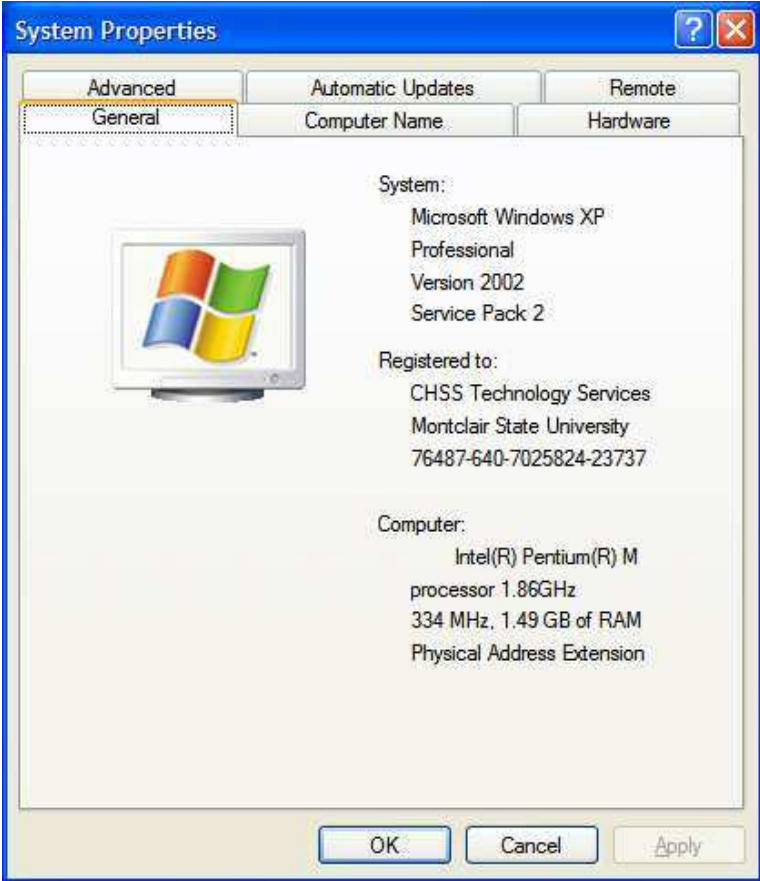 System Properties
Advanced Automatic Updates Remote
General Computer Name Hardware
System:
Microsoft Windows XP
Professional
Version 2002
Service Pack 2
Registered to:
CHSS Technology Services
Montclair State University
76487-640-7025824-23737
Computer:
Intel(R) Pentium(R) M
processor 1.86GHz
334 MHz, 1.49 GB of RAM
Physical Address Extension
OK Cancel Apply